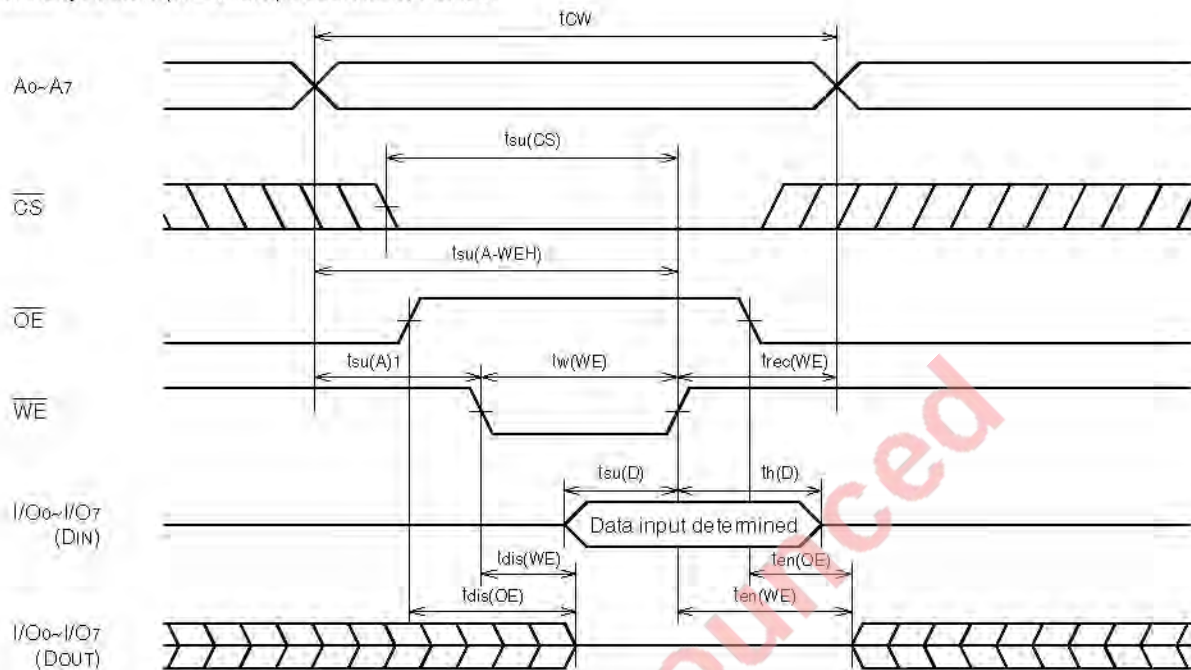 tCW
A0~A7
tsu(CS)
CS
tsu(A-WEH)
OE
tsu(A)1 tw(WE) trec(WE)
WE
tsu(D) th(D)
I/O0~I/O7
(DIN)
Data input determined
tdis(WE) ten(OE)
tdis(OE) ten(WE)
I/O0~I/O7
(DOUT)
ounced